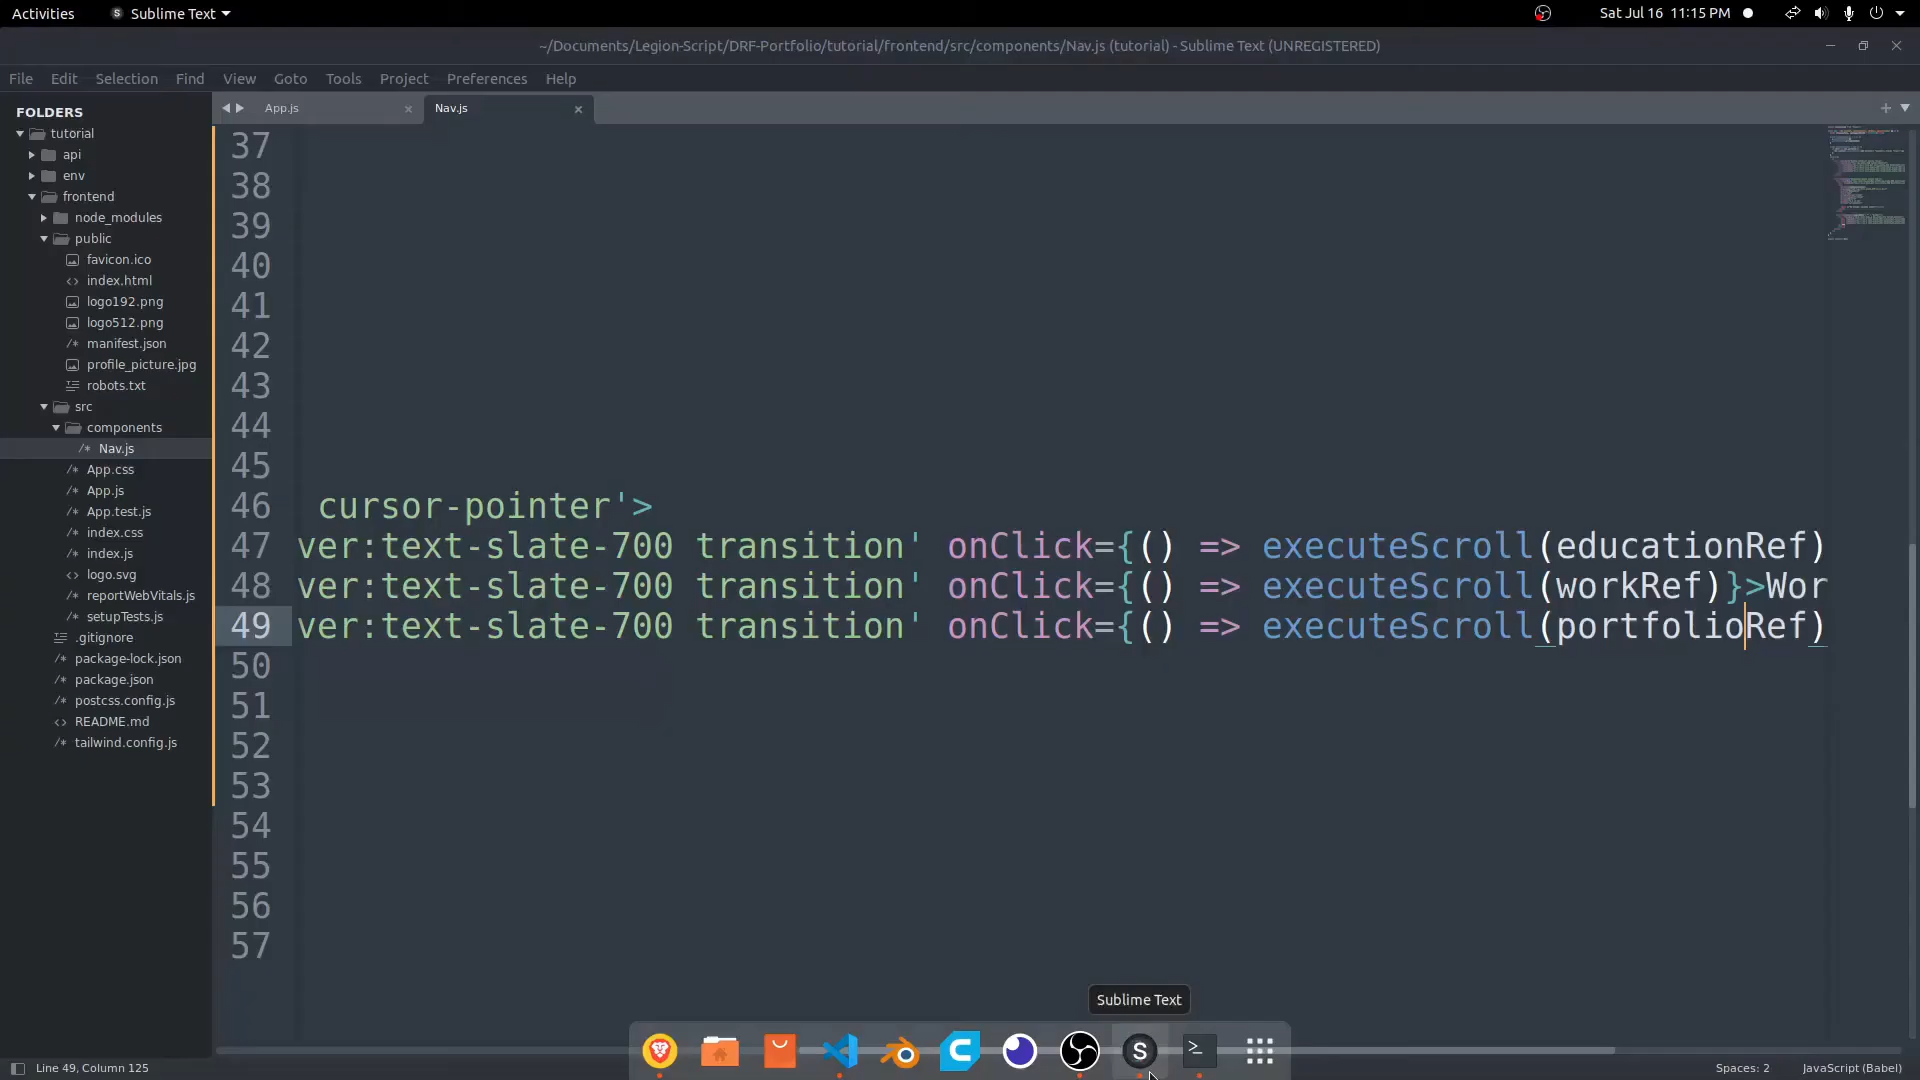 Activities
Sublime Text
Sat Jul 16 11:15 PM
~/Documents/Legion-Script/DRF-Portfolio/tutorial/frontend/src/components/Nav.js (tutorial) - Sublime Text (UNREGISTERED)
File Edit Selection Find View Goto Tools Project Preferences Help
FOLDERS
tutorial
api
env
frontend
node_modules
public
favicon.ico
index.html
logo192.png
logo512.png
manifest.json
profile_picture.jpg
robots.txt
src
components
Nav.js
App.css
App.js
App.test.js
index.css
index.js
logo.svg
reportWebVitals.js
setupTests.js
.gitignore
package-lock.json
package.json
postcss.config.js
README.md
tailwind.config.js
App.js
Nav.js
37
38
39
40
41
42
43
44
45
46 cursor-pointer'>
47 ver:text-slate-700 transition' onClick={() => executeScroll(educationRef)
48 ver:text-slate-700 transition' onClick={() => executeScroll(workRef)}>Wor
49 ver:text-slate-700 transition' onClick={() => executeScroll(portfolioRef)
50
51
52
53
54
55
56
57
Sublime Text
Line 49, Column 125
Spaces: 2
JavaScript (Babel)